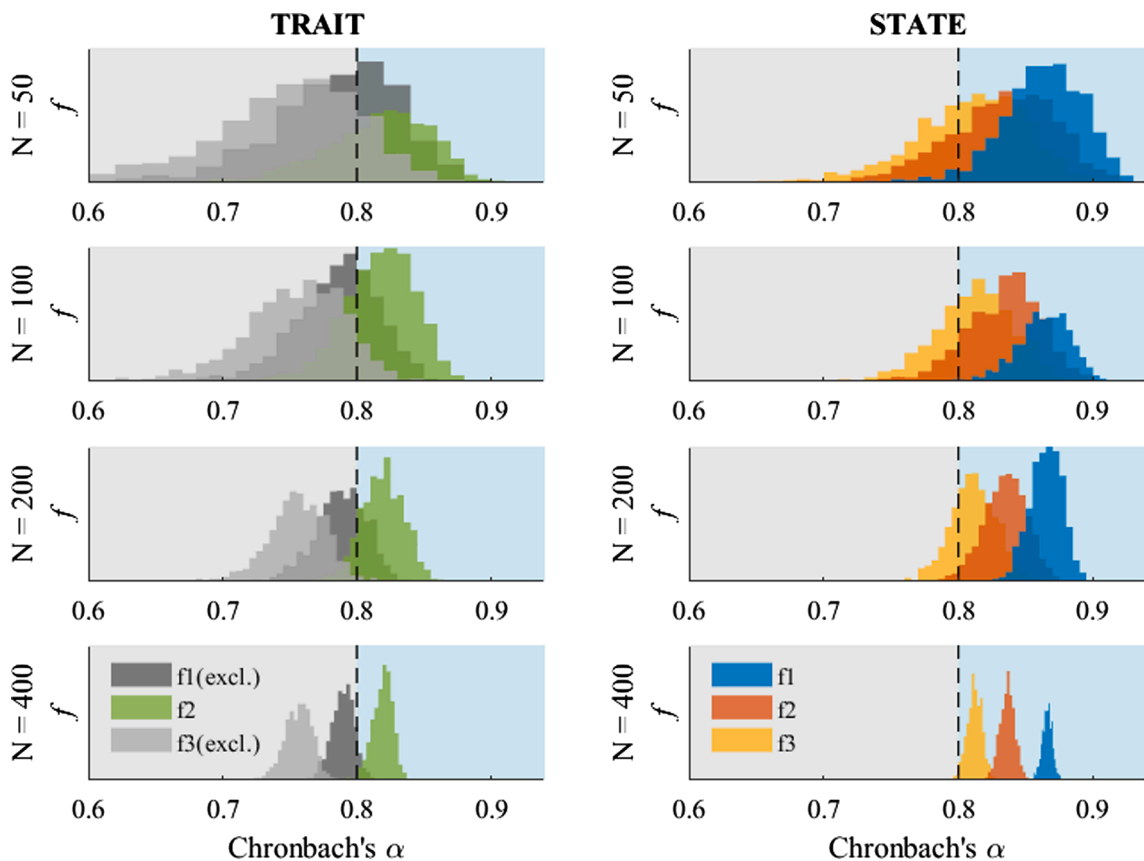 TRAIT
STATE
N = 50
f
0.6 0.7 0.8 0.9
N = 50
f
0.6 0.7 0.8 0.9
N = 100
f
0.6 0.7 0.8 0.9
N = 100
f
0.6 0.7 0.8 0.9
N = 200
f
0.6 0.7 0.8 0.9
N = 200
f
0.6 0.7 0.8 0.9
N = 400
f
f1(excl.)
f2
f3(excl.)
0.6 0.7 0.8 0.9
Chronbach's α
N = 400
f
f1
f2
f3
0.6 0.7 0.8 0.9
Chronbach's α